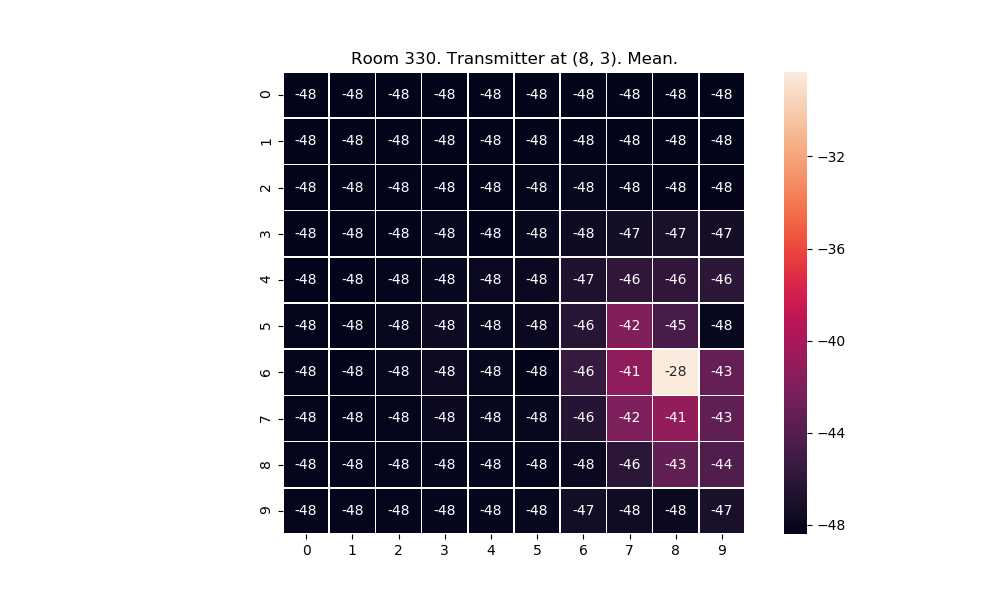 Room 330. Transmitter at (8, 3). Mean.
0 -48 -48 -48 -48 -48 -48 -48 -48 -48 -48
1 -48 -48 -48 -48 -48 -48 -48 -48 -48 -48
2 -48 -48 -48 -48 -48 -48 -48 -48 -48 -48
−32
3 -48 -48 -48 -48 -48 -48 -48 -47 -47 -47
−36
4 -48 -48 -48 -48 -48 -48 -47 -46 -46 -46
5 -48 -48 -48 -48 -48 -48 -46 -42 -45 -48
−40
6 -48 -48 -48 -48 -48 -48 -46 -41 -28 -43
7 -48 -48 -48 -48 -48 -48 -46 -42 -41 -43
−44
8 -48 -48 -48 -48 -48 -48 -48 -46 -43 -44
9 -48 -48 -48 -48 -48 -48 -47 -48 -48 -47
−48
0 1 2 3 4 5 6 7 8 9